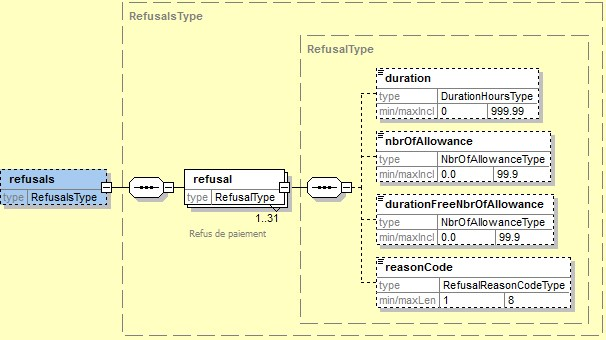 RefusalsType
RefusalType
duration
type DurationHoursType
min/maxIncl 0 999.99
nbrOfAllowance
type NbrOfAllowanceType
min/maxIncl 0.0 99.9
refusals
type RefusalsType
refusal
type RefusalType
1..31
Refus de paiement
durationFreeNbrOfAllowance
type NbrOfAllowanceType
min/maxIncl 0.0 99.9
reasonCode
type RefusalReasonCodeType
min/maxLen 1 8